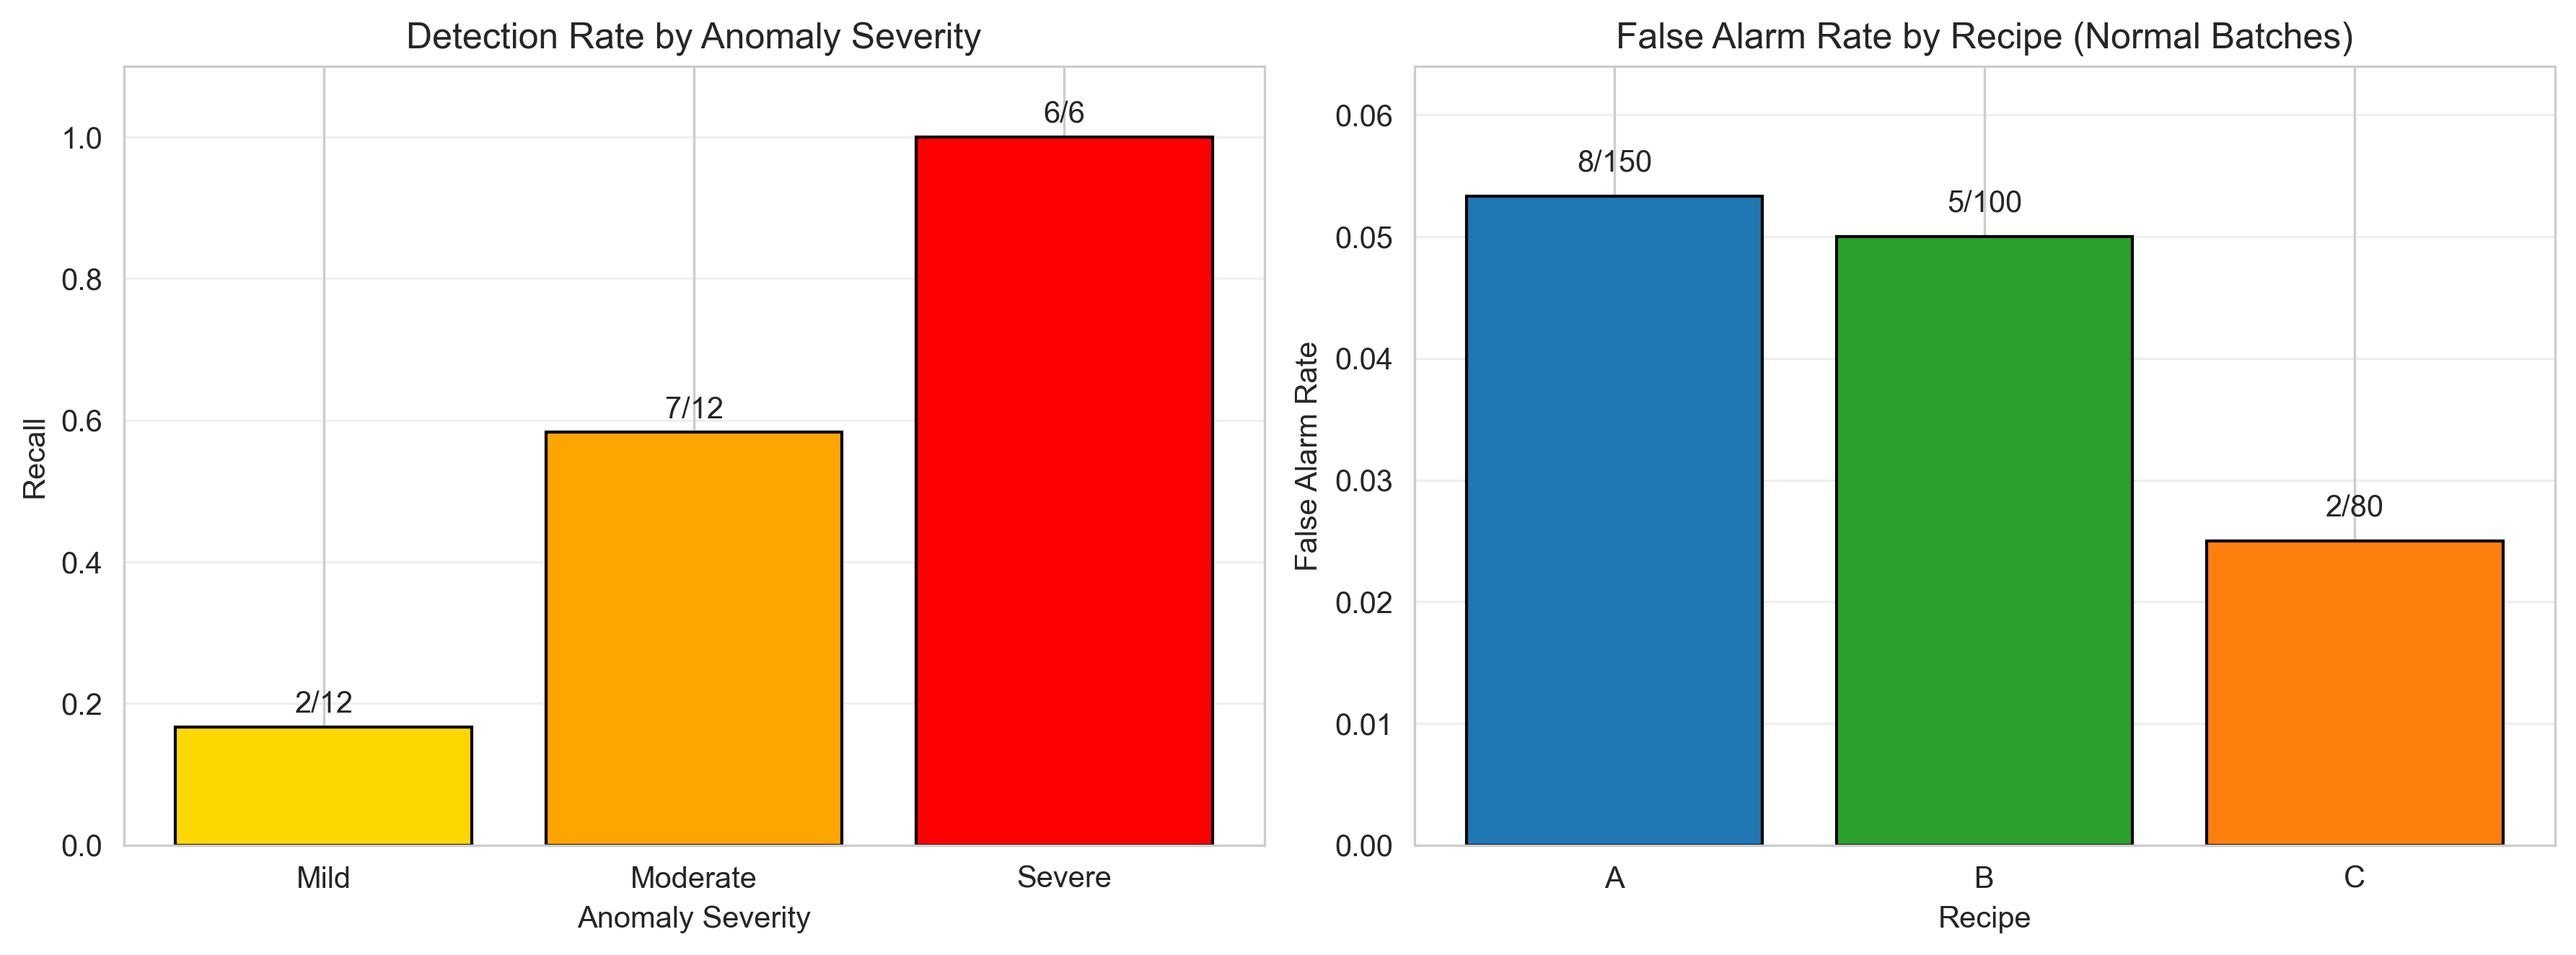 Detection Rate by Anomaly Severity
Recall
1.0
0.8
0.6
0.4
0.2
0.0
2/12
7/12
6/6
Mild
Moderate
Severe
Anomaly Severity
False Alarm Rate by Recipe (Normal Batches)
False Alarm Rate
0.06
0.05
0.04
0.03
0.02
0.01
0.00
8/150
5/100
2/80
A
B
C
Recipe